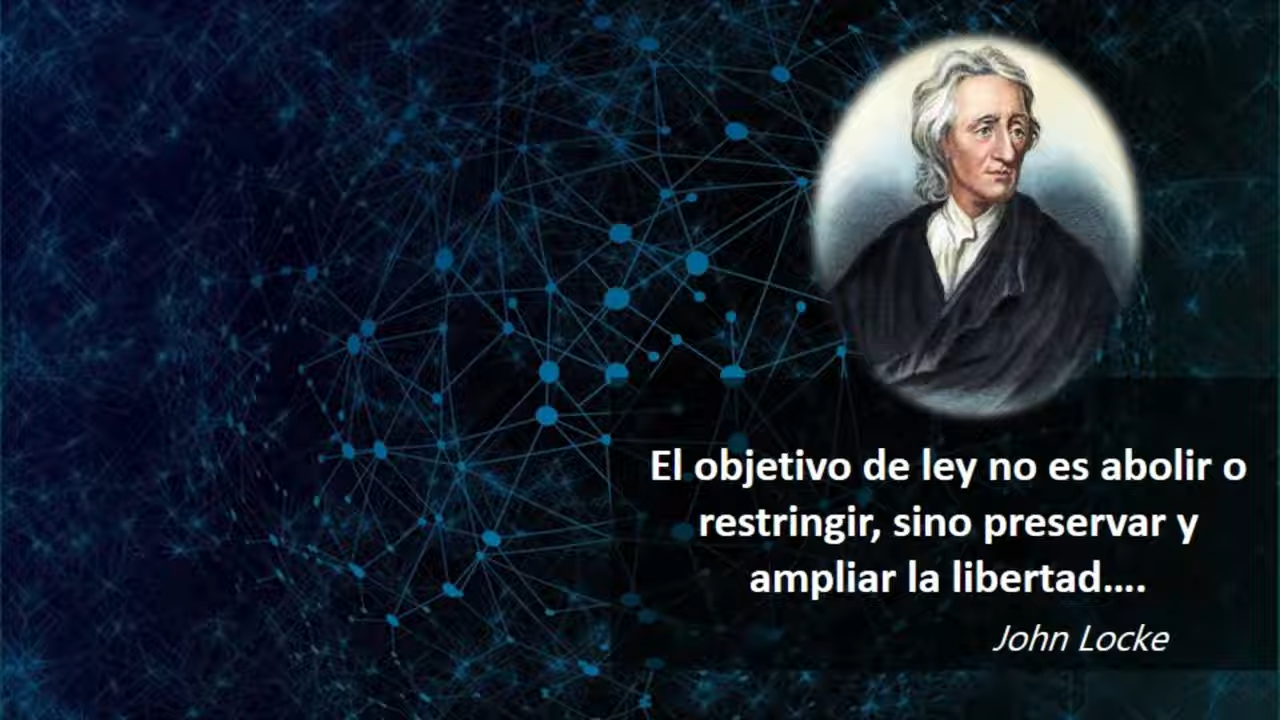 El objetivo de ley no es abolir o
restringir, sino preservar y
ampliar la libertad....
John Locke